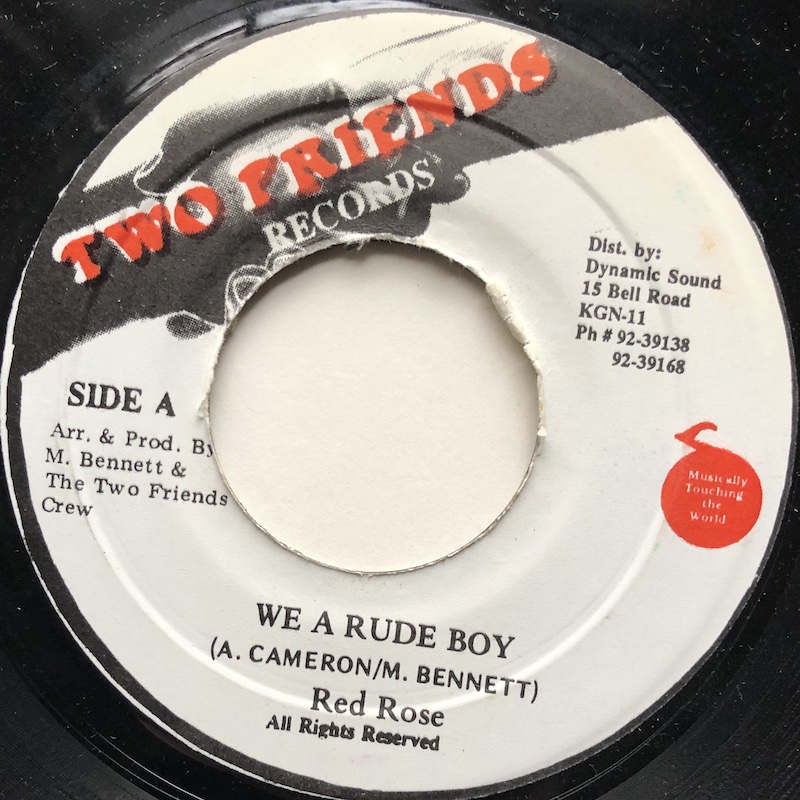 TWO FRIENDS
RECORDS
Dist. by:
Dynamic Sound
15 Bell Road
KGN-11
Ph # 92-39138
92-39168
SIDE A
Arr. & Prod. By
M. Bennett &
The Two Friends
Crew
Musically
Touching
the
World
WE A RUDE BOY
(A. CAMERON/M. BENNETT)
Red Rose
All Rights Reserved